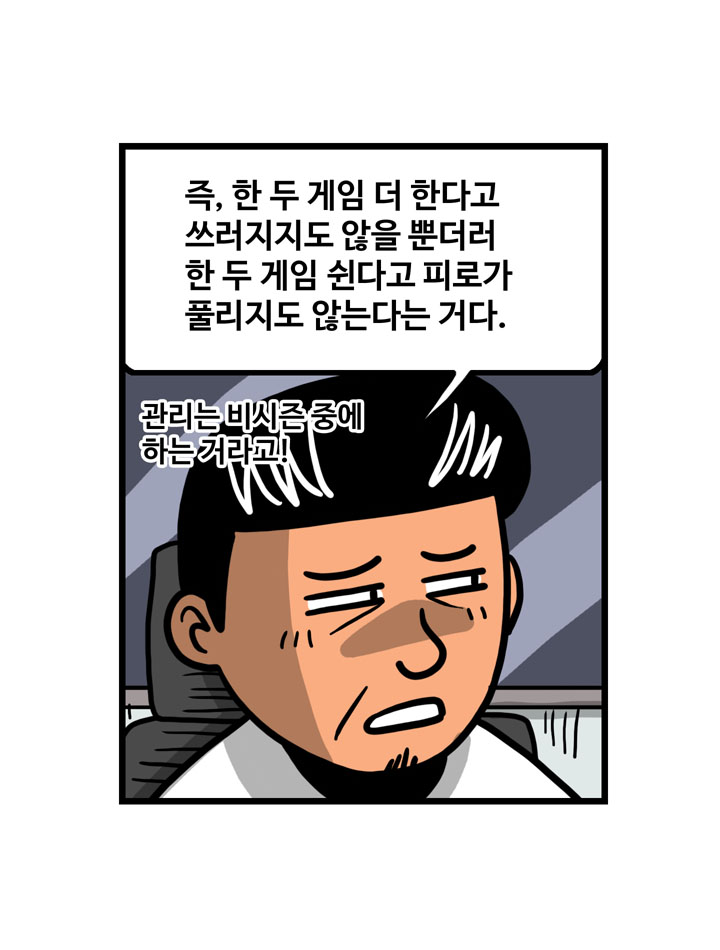 즉, 한 두 게임 더 한다고
쓰러지지도 않을 뿐더러
한 두 게임 쉰다고 피로가
풀리지도 않는다는 거다.
관리는 비시즌 중에
하는 거라고!